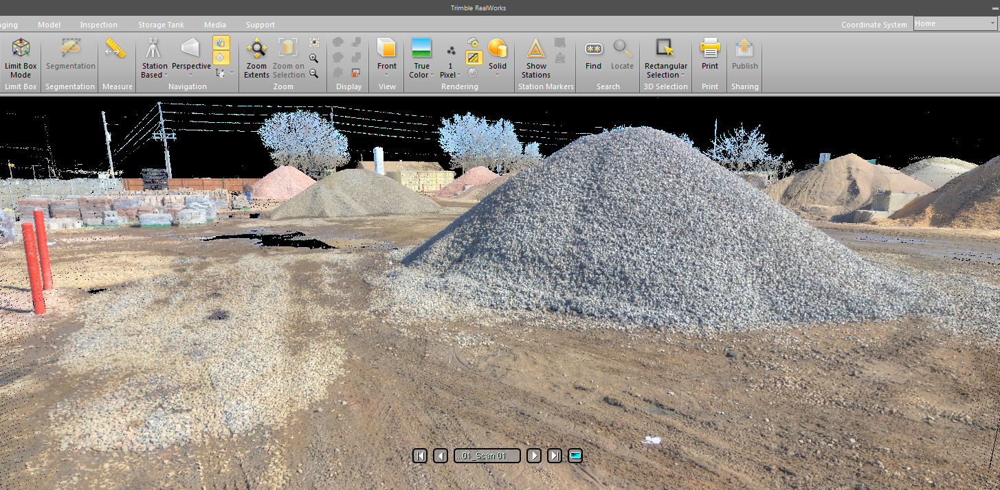 Trimble RealWorks
Model Inspection Storage Tank Media Support Coordinate System Home
Limit Box
Mode
Segmentation
Station
Based
Perspective
Zoom
Extents
Zoom on
Selection
Front
True
Color
1
Pixel
Solid
Show
Stations
Find
Locate
Rectangular
Selection
Print
Publish
Limit Box Segmentation Measure Navigation Zoom Display View Rendering Station Markers Search 3D Selection Print Sharing
...01_Scan 01